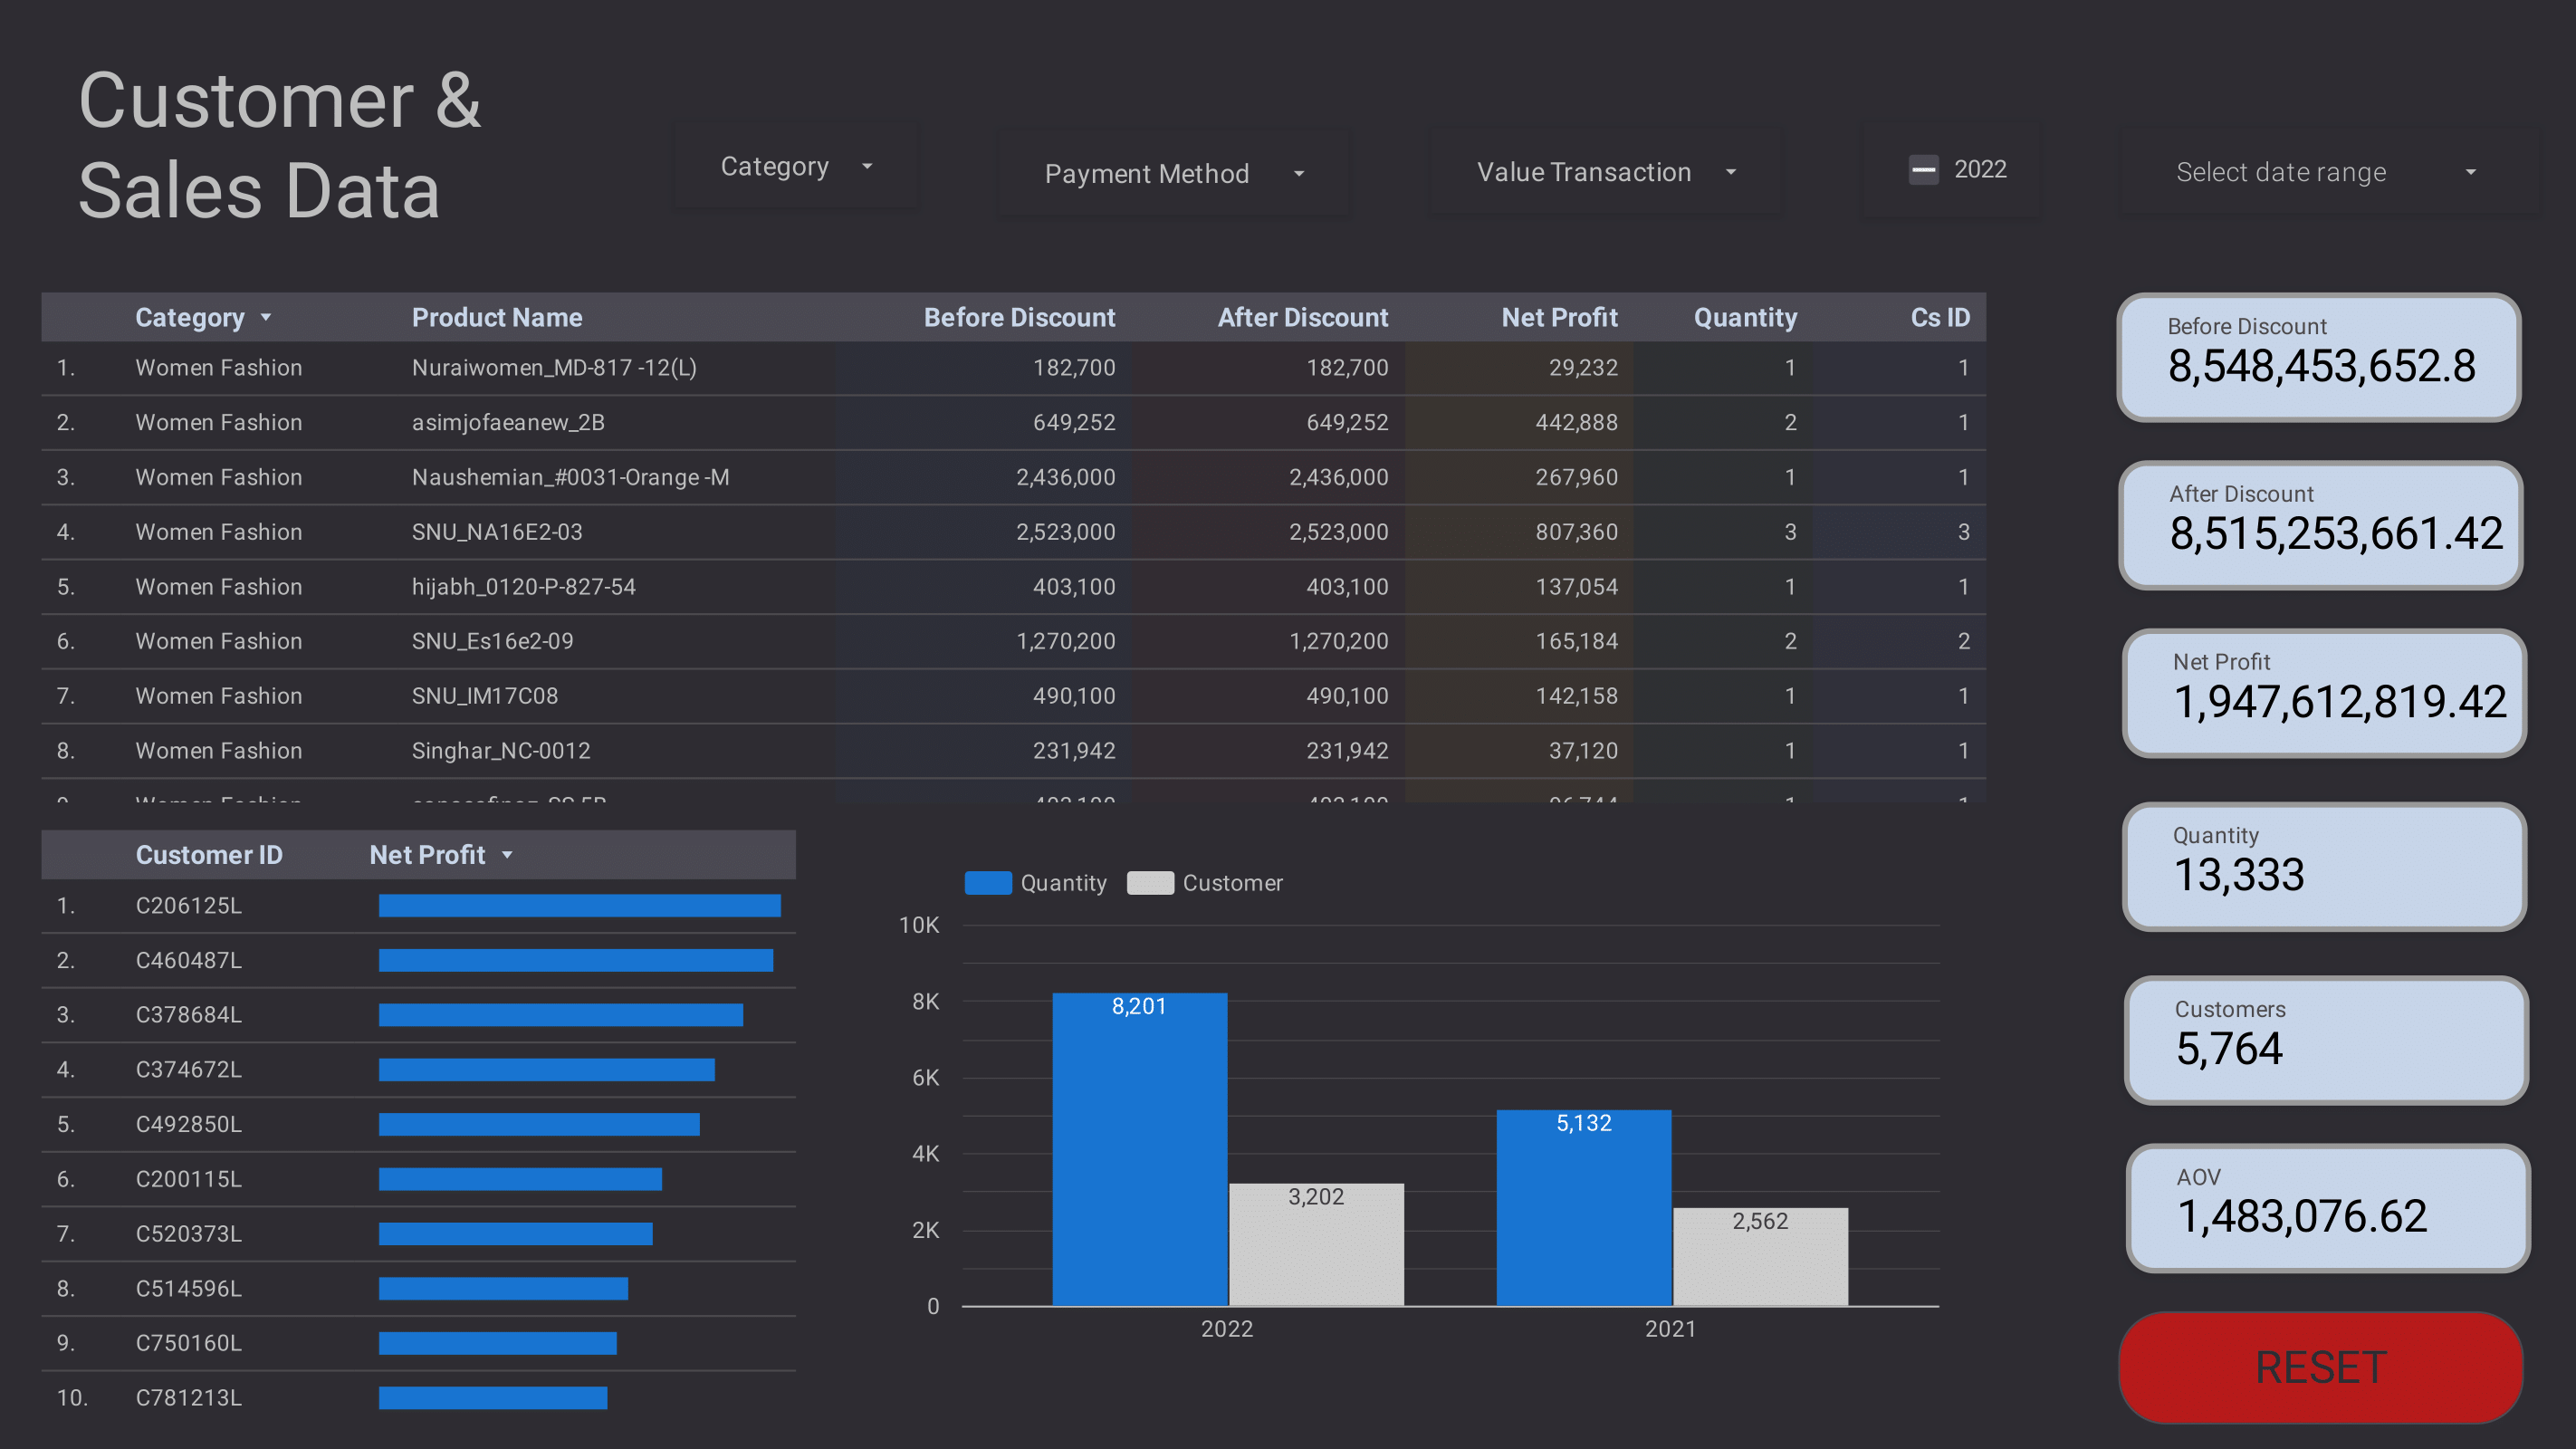 Customer &
Sales Data
Category
Payment Method
Value Transaction
2022
Select date range
Category Product Name Before Discount After Discount Net Profit Quantity Cs ID
1. Women Fashion Nuraiwomen_MD-817 -12(L) 182,700 182,700 29,232 1 1
2. Women Fashion asimjofaeanew_2B 649,252 649,252 442,888 2 1
3. Women Fashion Naushemian_#0031-Orange -M 2,436,000 2,436,000 267,960 1 1
4. Women Fashion SNU_NA16E2-03 2,523,000 2,523,000 807,360 3 3
5. Women Fashion hijabh_0120-P-827-54 403,100 403,100 137,054 1 1
6. Women Fashion SNU_Es16e2-09 1,270,200 1,270,200 165,184 2 2
7. Women Fashion SNU_IM17C08 490,100 490,100 142,158 1 1
8. Women Fashion Singhar_NC-0012 231,942 231,942 37,120 1 1
Women Fashion
Before Discount
8,548,453,652.8
After Discount
8,515,253,661.42
Net Profit
1,947,612,819.42
Quantity
13,333
Customers
5,764
AOV
1,483,076.62
RESET
Customer ID Net Profit
1. C206125L
2. C460487L
3. C378684L
4. C374672L
5. C492850L
6. C200115L
7. C520373L
8. C514596L
9. C750160L
10. C781213L
Quantity Customer
10K
8K
6K
4K
2K
0
8,201
3,202
5,132
2,562
2022 2021